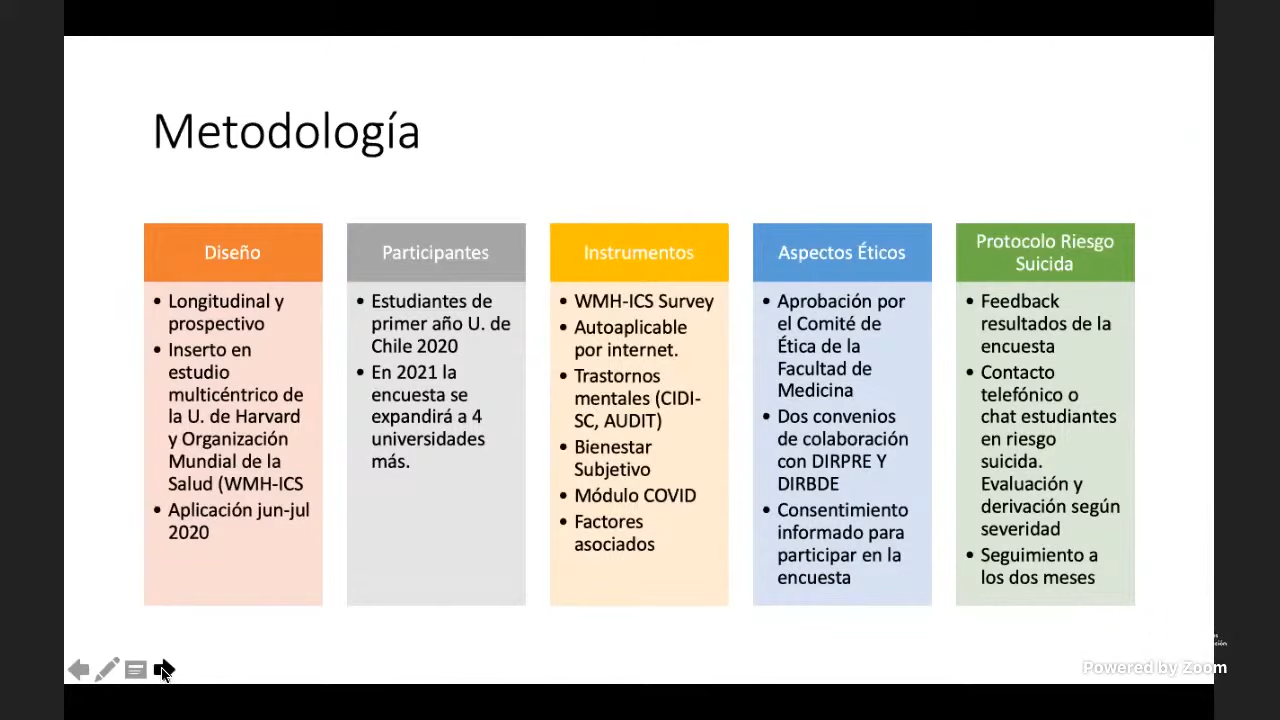 Metodología
Diseño
• Longitudinal y
prospectivo
• Inserto en
estudio
multicéntrico de
la U. de Harvard
y Organización
Mundial de la
Salud (WMH-ICS
• Aplicación jun-jul
2020
Participantes
• Estudiantes de
primer año U. de
Chile 2020
• En 2021 la
encuesta se
expandirá a 4
universidades
más.
Instrumentos
• WMH-ICS Survey
• Autoaplicable
por internet.
• Trastornos
mentales (CIDI-
SC, AUDIT)
• Bienestar
Subjetivo
• Módulo COVID
• Factores
asociados
Aspectos Éticos
• Aprobación por
el Comité de
Ética de la
Facultad de
Medicina
• Dos convenios
de colaboración
con DIRPRE Y
DIRBDE
• Consentimiento
informado para
participar en la
encuesta
Protocolo Riesgo
Suicida
• Feedback
resultados de la
encuesta
• Contacto
telefónico o
chat estudiantes
en riesgo
suicida.
Evaluación y
derivación según
severidad
• Seguimiento a
los dos meses
Powered by Zoom